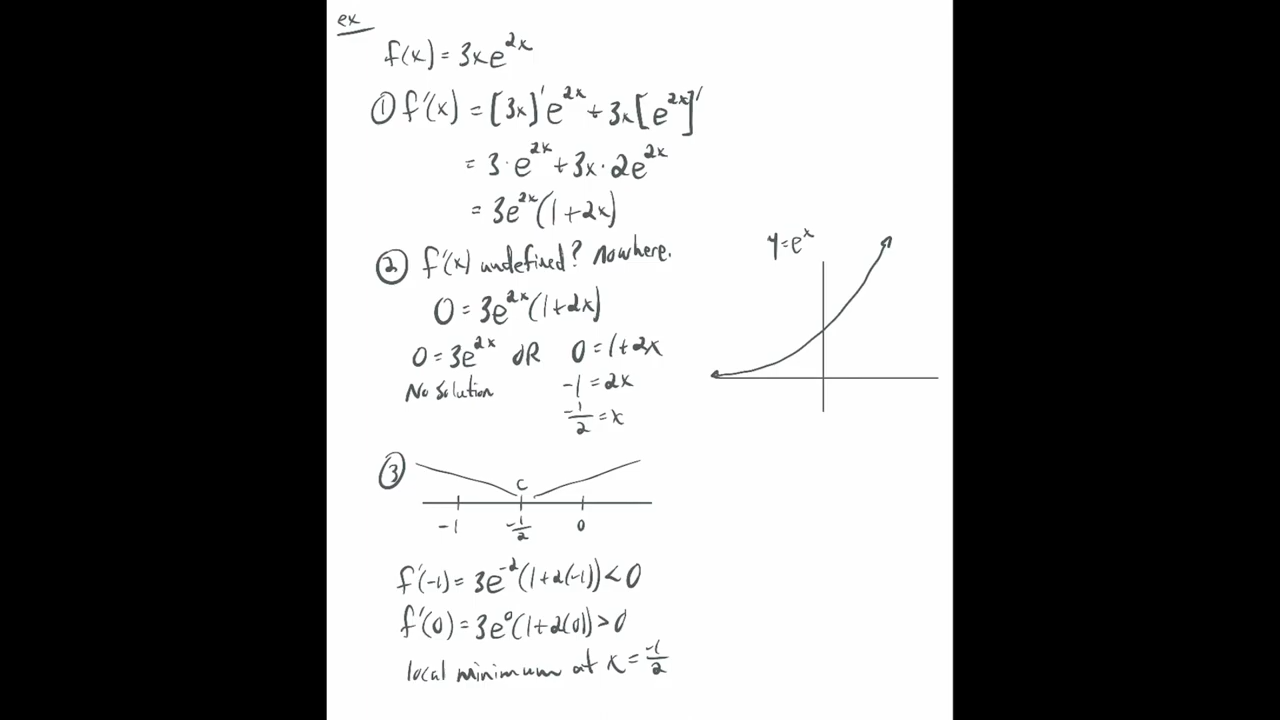 ex
f(x) = 3xe^{2x}
① f'(x) = [3x]'e^{2x} + 3x[e^{2x}]'
= 3·e^{2x} + 3x·2e^{2x}
= 3e^{2x}(1+2x)
② f'(x) undefined? nowhere.
0 = 3e^{2x}(1+2x)
0 = 3e^{2x} OR 0 = 1+2x
No solution -1 = 2x
-1/2 = x
y=e^x
③
c
-1 -1/2 0
f'(-1) = 3e^{-2}(1+2(-1)) < 0
f'(0) = 3e^0(1+2(0)) > 0
local minimum at x = -1/2